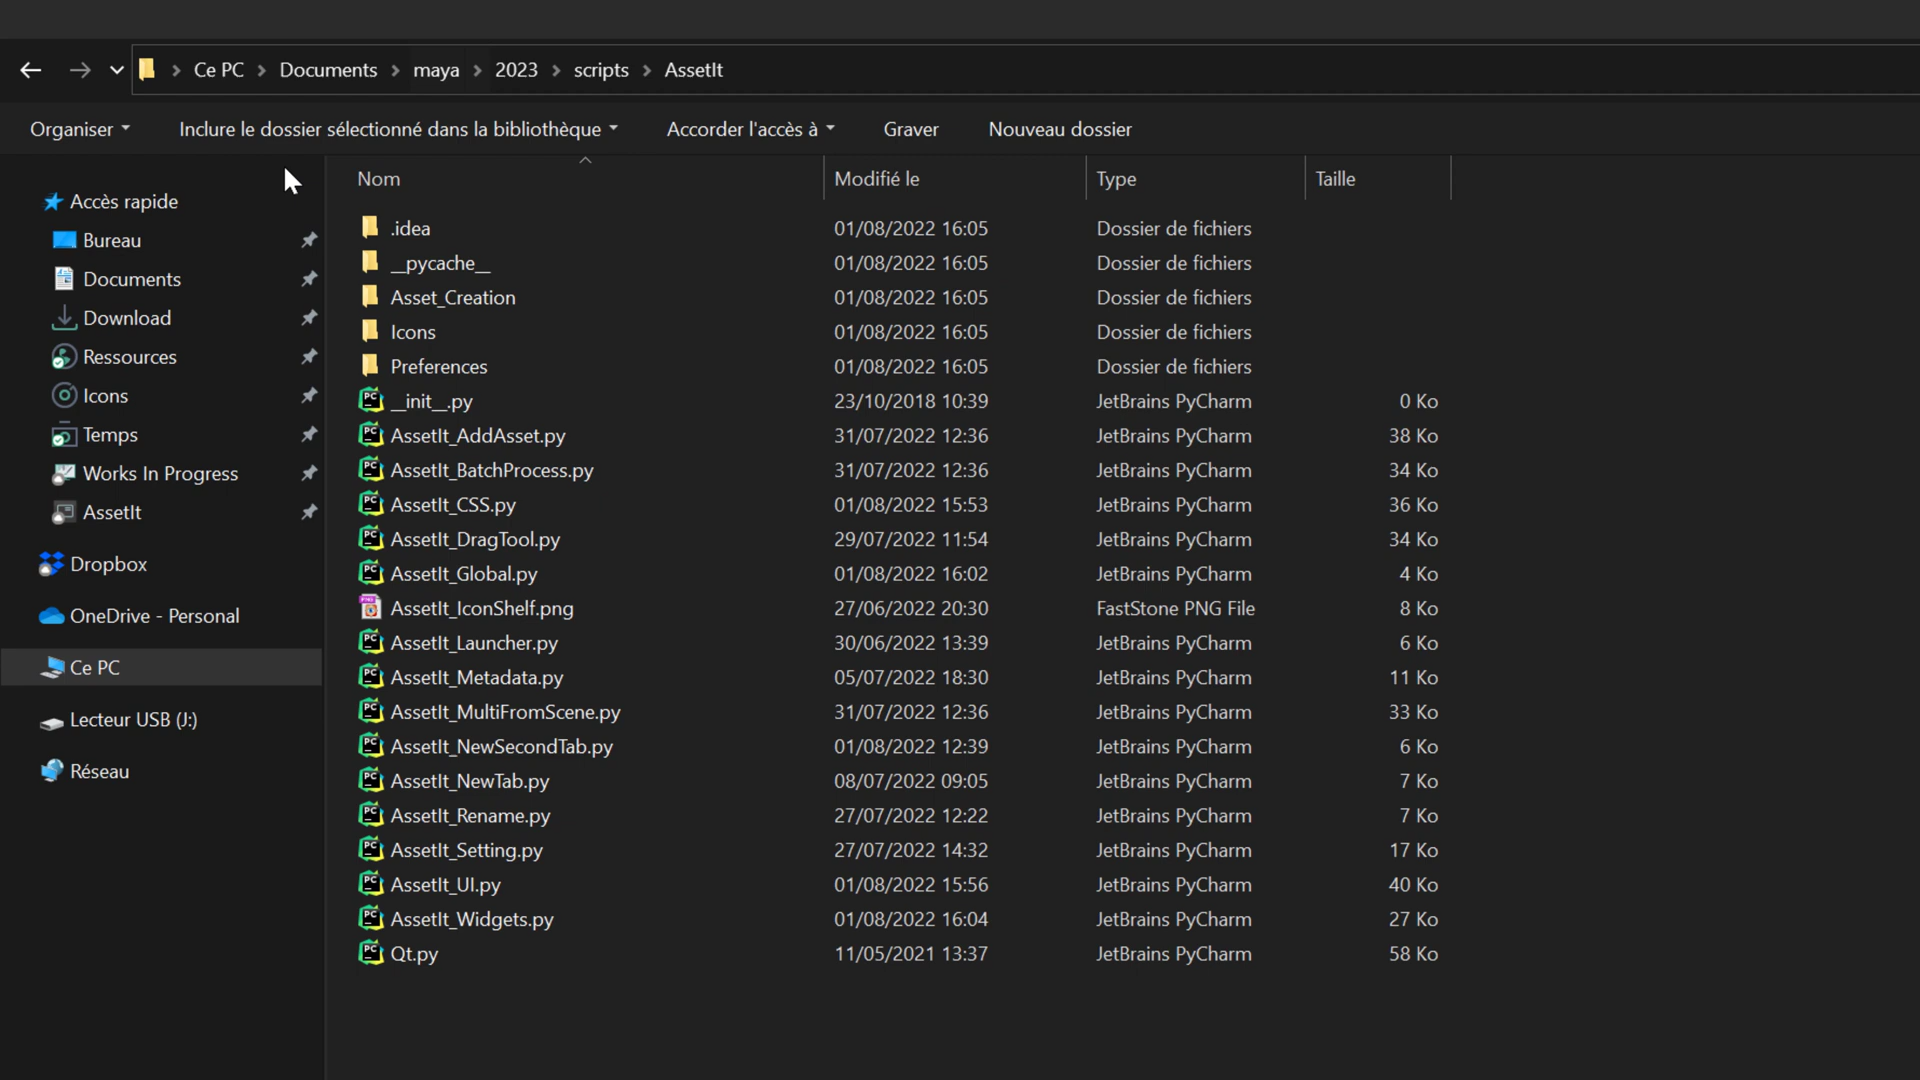 Ce PC > Documents > maya > 2023 > scripts > AssetIt
Organiser Inclure le dossier sélectionné dans la bibliothèque Accorder l'accès à Graver Nouveau dossier
Nom Modifié le Type Taille
Accès rapide
Bureau
Documents
Download
Ressources
Icons
Temps
Works In Progress
AssetIt
Dropbox
OneDrive - Personal
Ce PC
Lecteur USB (J:)
Réseau
.idea 01/08/2022 16:05 Dossier de fichiers
__pycache__ 01/08/2022 16:05 Dossier de fichiers
Asset_Creation 01/08/2022 16:05 Dossier de fichiers
Icons 01/08/2022 16:05 Dossier de fichiers
Preferences 01/08/2022 16:05 Dossier de fichiers
__init__.py 23/10/2018 10:39 JetBrains PyCharm 0 Ko
AssetIt_AddAsset.py 31/07/2022 12:36 JetBrains PyCharm 38 Ko
AssetIt_BatchProcess.py 31/07/2022 12:36 JetBrains PyCharm 34 Ko
AssetIt_CSS.py 01/08/2022 15:53 JetBrains PyCharm 36 Ko
AssetIt_DragTool.py 29/07/2022 11:54 JetBrains PyCharm 34 Ko
AssetIt_Global.py 01/08/2022 16:02 JetBrains PyCharm 4 Ko
AssetIt_IconShelf.png 27/06/2022 20:30 FastStone PNG File 8 Ko
AssetIt_Launcher.py 30/06/2022 13:39 JetBrains PyCharm 6 Ko
AssetIt_Metadata.py 05/07/2022 18:30 JetBrains PyCharm 11 Ko
AssetIt_MultiFromScene.py 31/07/2022 12:36 JetBrains PyCharm 33 Ko
AssetIt_NewSecondTab.py 01/08/2022 12:39 JetBrains PyCharm 6 Ko
AssetIt_NewTab.py 08/07/2022 09:05 JetBrains PyCharm 7 Ko
AssetIt_Rename.py 27/07/2022 12:22 JetBrains PyCharm 7 Ko
AssetIt_Setting.py 27/07/2022 14:32 JetBrains PyCharm 17 Ko
AssetIt_UI.py 01/08/2022 15:56 JetBrains PyCharm 40 Ko
AssetIt_Widgets.py 01/08/2022 16:04 JetBrains PyCharm 27 Ko
Qt.py 11/05/2021 13:37 JetBrains PyCharm 58 Ko